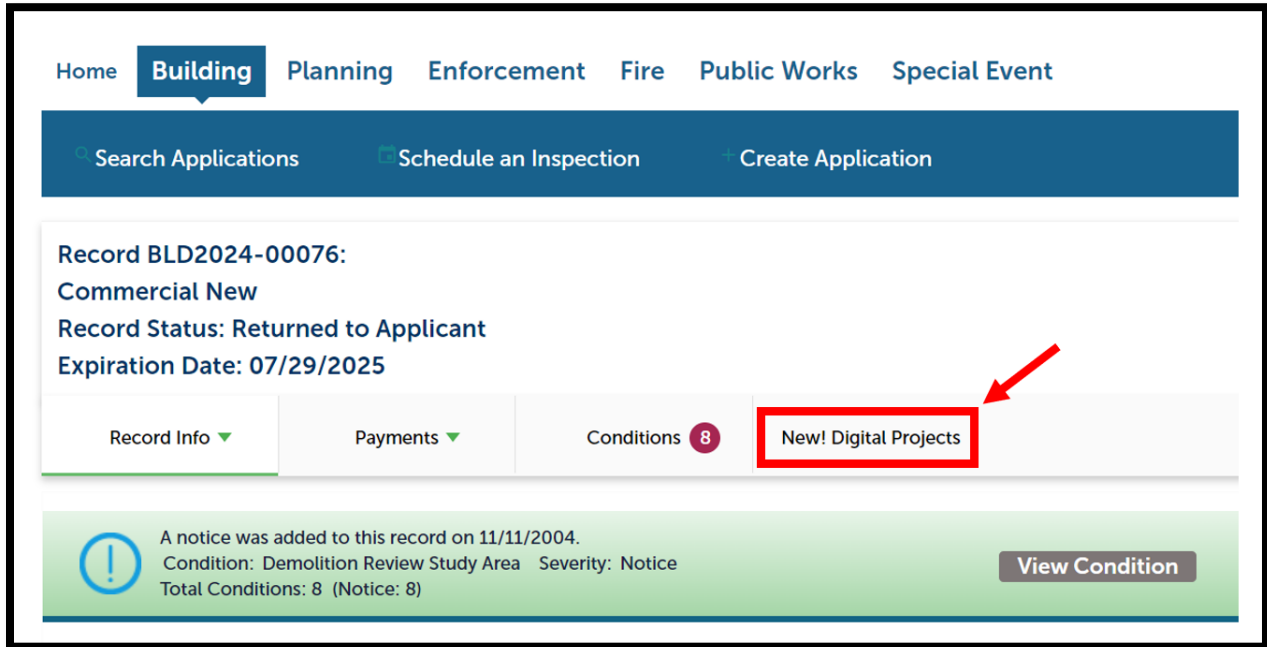 Home Building Planning Enforcement Fire Public Works Special Event
Search Applications Schedule an Inspection Create Application
Record BLD2024-00076:
Commercial New
Record Status: Returned to Applicant
Expiration Date: 07/29/2025
Record Info Payments Conditions 8 New! Digital Projects
A notice was added to this record on 11/11/2004.
Condition: Demolition Review Study Area Severity: Notice
Total Conditions: 8 (Notice: 8)
View Condition